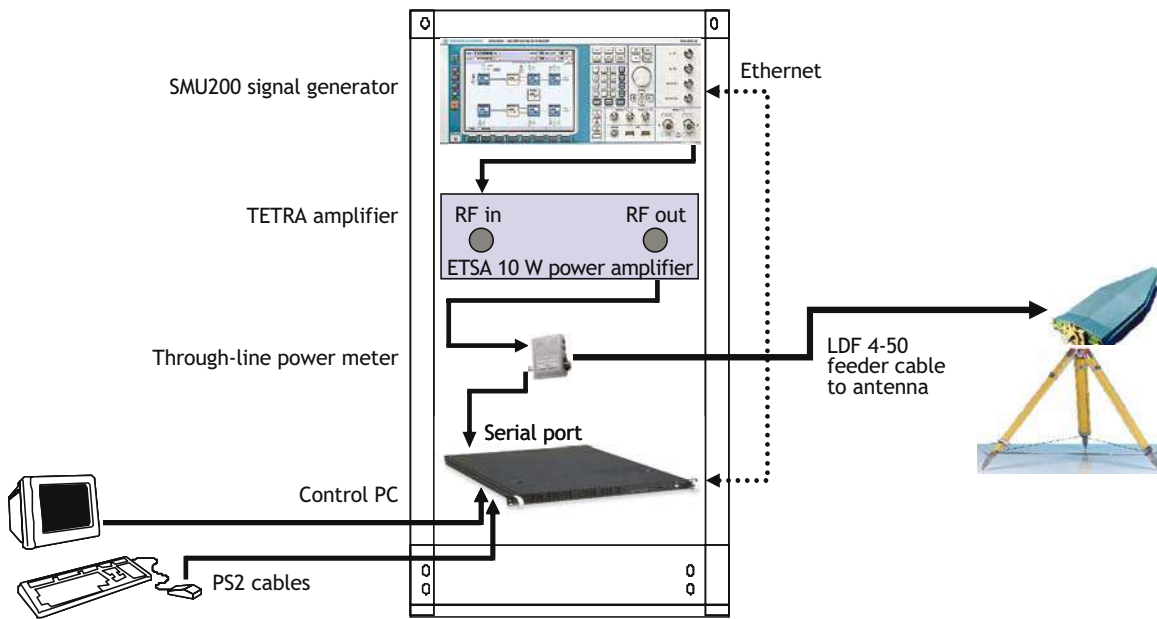 SMU200 signal generator
Ethernet
TETRA amplifier
RF in
RF out
ETSA 10 W power amplifier
Through-line power meter
LDF 4-50
feeder cable
to antenna
Serial port
Control PC
PS2 cables